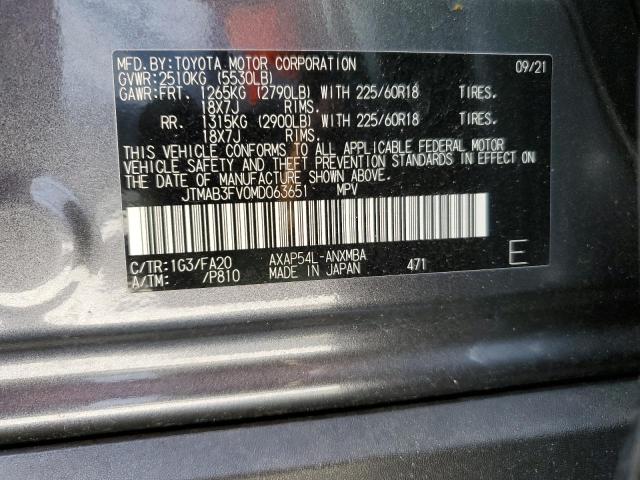 MFD.BY:TOYOTA MOTOR CORPORATION 09/21
GVWR:2510KG (5530LB)
GAWR:FRT. 1265KG (2790LB) WITH 225/60R18 TIRES.
18X7J RIMS.
RR. 1315KG (2900LB) WITH 225/60R18 TIRES.
18X7J RIMS.
THIS VEHICLE CONFORMS TO ALL APPLICABLE FEDERAL MOTOR
VEHICLE SAFETY AND THEFT PREVENTION STANDARDS IN EFFECT
ON THE DATE OF MANUFACTURE SHOWN ABOVE.
JTMAB3FV0MD063651 MPV
C/TR:1G3/FA20 AXAP54L-ANXMBA E
A/TM: /P810 MADE IN JAPAN 471